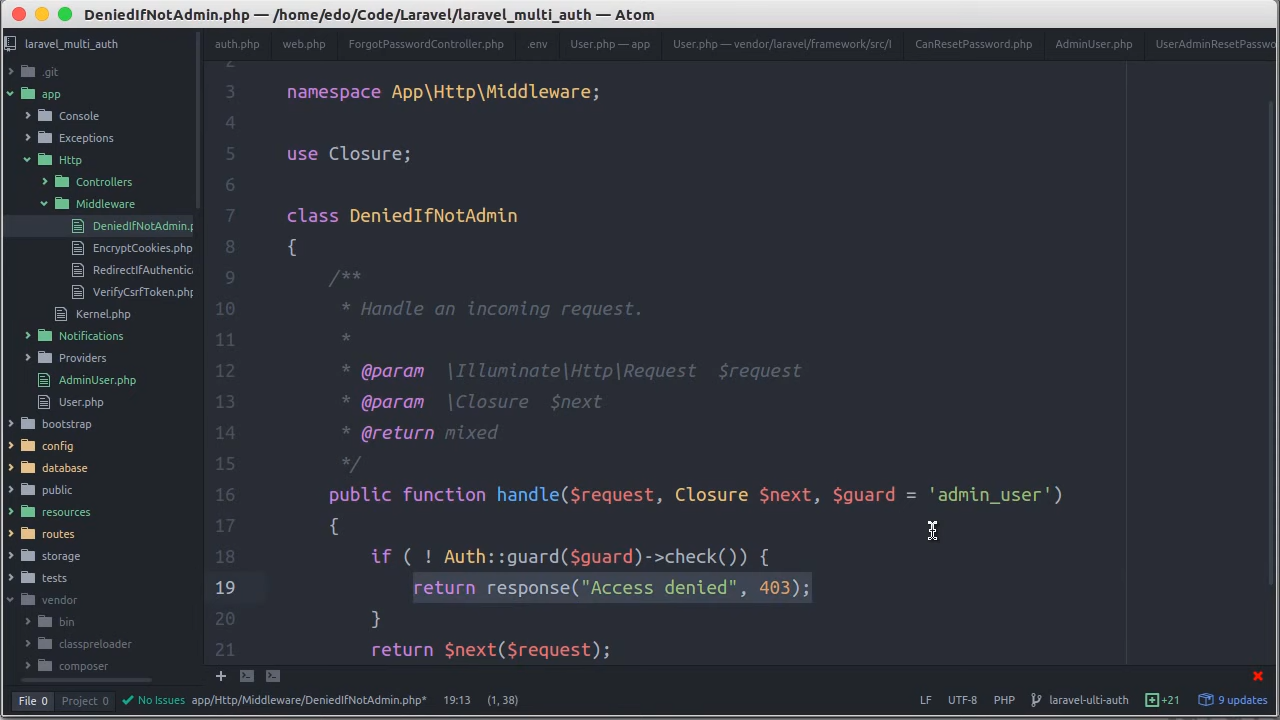 DeniedIfNotAdmin.php — /home/edo/Code/Laravel/laravel_multi_auth — Atom
laravel_multi_auth
auth.php
web.php
ForgotPasswordController.php
.env
User.php — app
User.php — vendor/laravel/framework/src/I
CanResetPassword.php
AdminUser.php
UserAdminResetPasswo
.git
app
Console
Exceptions
Http
Controllers
Middleware
DeniedIfNotAdmin.p
EncryptCookies.php
RedirectIfAuthentica
VerifyCsrfToken.php
Kernel.php
Notifications
Providers
AdminUser.php
User.php
bootstrap
config
database
public
resources
routes
storage
tests
vendor
bin
classpreloader
composer
2
3 namespace App\Http\Middleware;
4
5 use Closure;
6
7 class DeniedIfNotAdmin
8 {
9 /**
10 * Handle an incoming request.
11 *
12 * @param \Illuminate\Http\Request $request
13 * @param \Closure $next
14 * @return mixed
15 */
16 public function handle($request, Closure $next, $guard = 'admin_user')
17 {
18 if ( ! Auth::guard($guard)->check()) {
19 return response("Access denied", 403);
20 }
21 return $next($request);
File 0 Project 0 No Issues app/Http/Middleware/DeniedIfNotAdmin.php* 19:13 (1, 38) LF UTF-8 PHP laravel-ulti-auth +21 9 updates